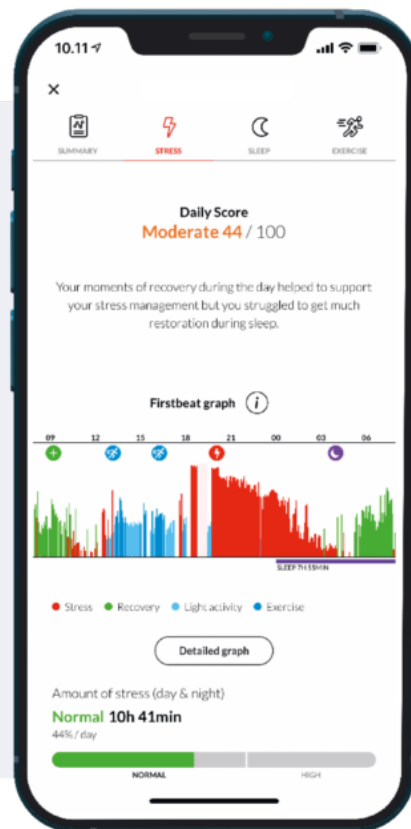 10.11
SUMMARY STRESS SLEEP EXERCISE
Daily Score
Moderate 44 / 100
Your moments of recovery during the day helped to support
your stress management but you struggled to get much
restoration during sleep.
Firstbeat graph i
09 12 15 18 21 00 03 06
SLEEP 7H 55MIN
Stress Recovery Light activity Exercise
Detailed graph
Amount of stress (day & night)
Normal 10h 41min
44% / day
NORMAL HIGH